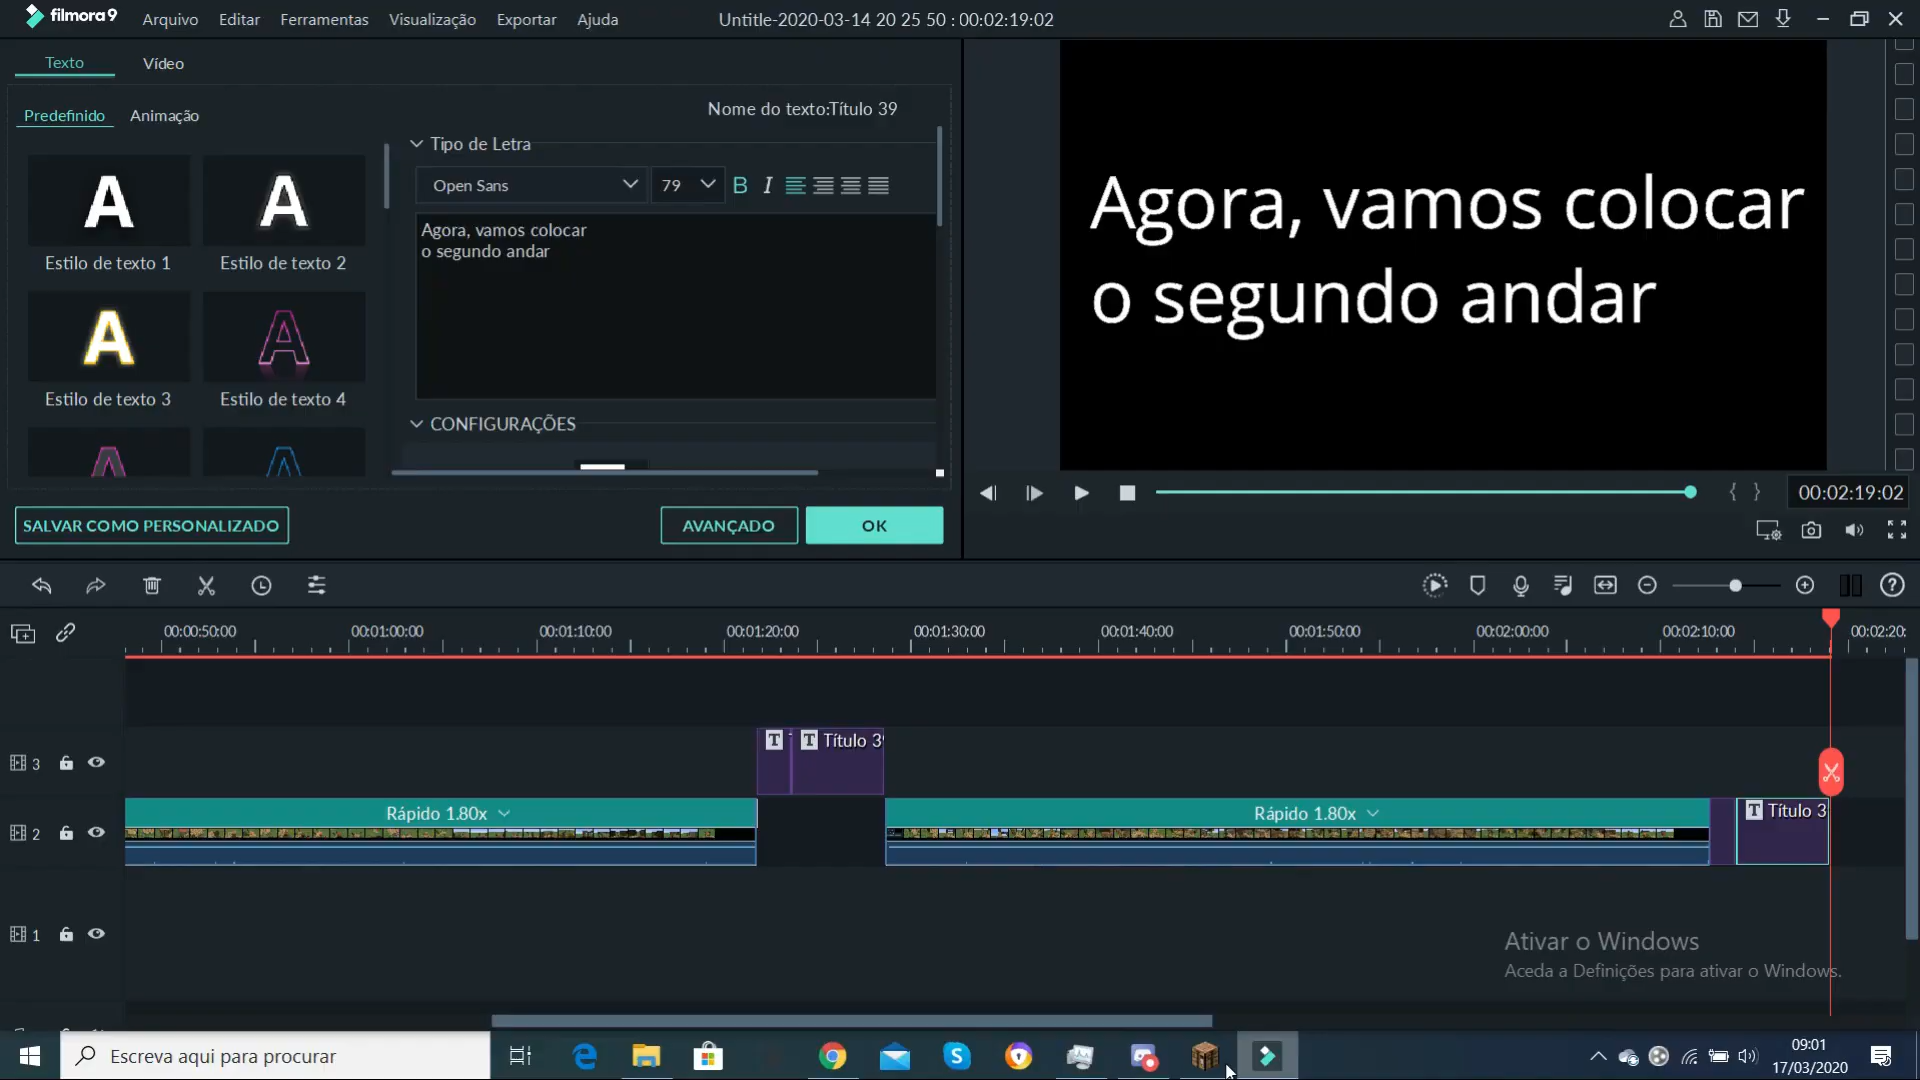 filmora9
Arquivo Editar Ferramentas Visualização Exportar Ajuda
Untitle-2020-03-14 20 25 50 : 00:02:19:02
Texto Vídeo
Predefinido Animação
Nome do texto:Título 39
Tipo de Letra
Open Sans 79 B I
Agora, vamos colocar
o segundo andar
A A
Estilo de texto 1 Estilo de texto 2
A A
Estilo de texto 3 Estilo de texto 4
A A
CONFIGURAÇÕES
SALVAR COMO PERSONALIZADO AVANÇADO OK
Agora, vamos colocar
o segundo andar
{ } 00:02:19:02
00:00:50:00 00:01:00:00 00:01:10:00 00:01:20:00 00:01:30:00 00:01:40:00 00:01:50:00 00:02:00:00 00:02:10:00 00:02:20:
3 T T Título 3
2 Rápido 1.80x Rápido 1.80x T Título 3
1
Ativar o Windows
Aceda a Definições para ativar o Windows.
Escreva aqui para procurar
09:01
17/03/2020